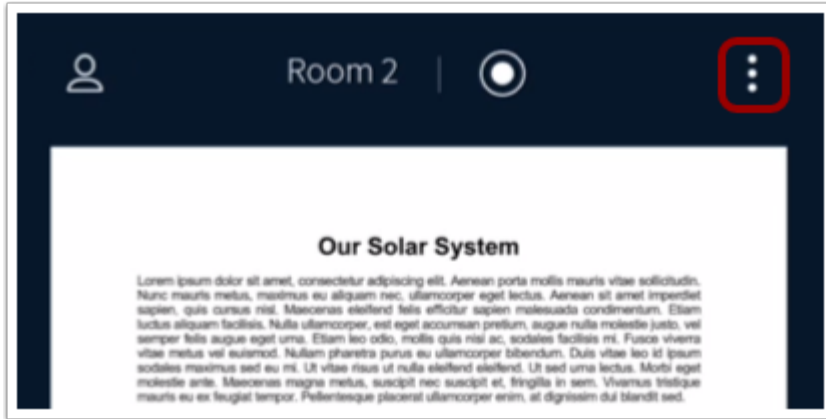 Room 2
Our Solar System
Lorem ipsum dolor sit amet, consectetur adipiscing elit. Aenean porta mollis mauris vitae sollicitudin.
Nunc mauris metus, maximus eu aliquam nec, ullamcorper eget lectus. Aenean sit amet imperdiet
sapien, quis cursus nisl. Maecenas eleifend felis efficitur sapien malesuada condimentum. Etiam
luctus aliquam facilisis. Nulla ullamcorper, est eget accumsan pretium, augue nulla molestie justo, vel
semper felis augue eget urna. Etiam leo odio, mollis quis nisi ac, sodales facilisis mi. Fusce viverra
vitae metus vel euismod. Nullam pharetra purus eu ullamcorper bibendum. Duis vitae leo id ipsum
sodales maximus sed eu mi. Ut vitae risus ut nulla eleifend eleifend. Ut sed urna lectus. Morbi eget
molestie ante. Maecenas magna metus, suscipit nec suscipit et, fringilla in sem. Vivamus tristique
mauris eu ex feugiat tempor. Pellentesque placerat ullamcorper enim, at dignissim dui blandit sed.